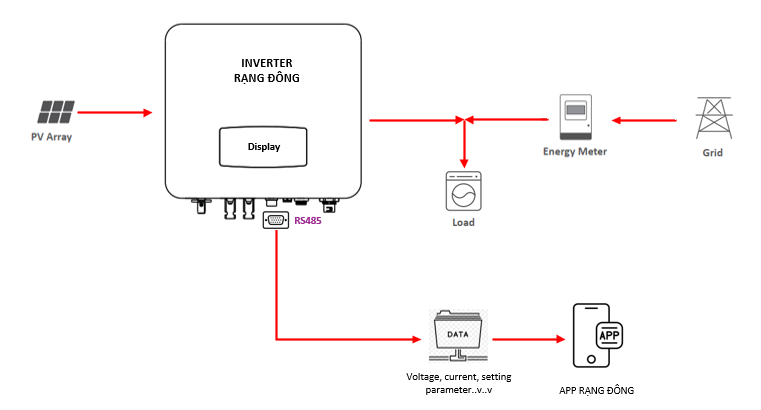 INVERTER
RẠNG ĐÔNG
Display
PV Array
Energy Meter
Grid
RS485
Load
DATA
APP
Voltage, current, setting
parameter..v..v
APP RẠNG ĐÔNG